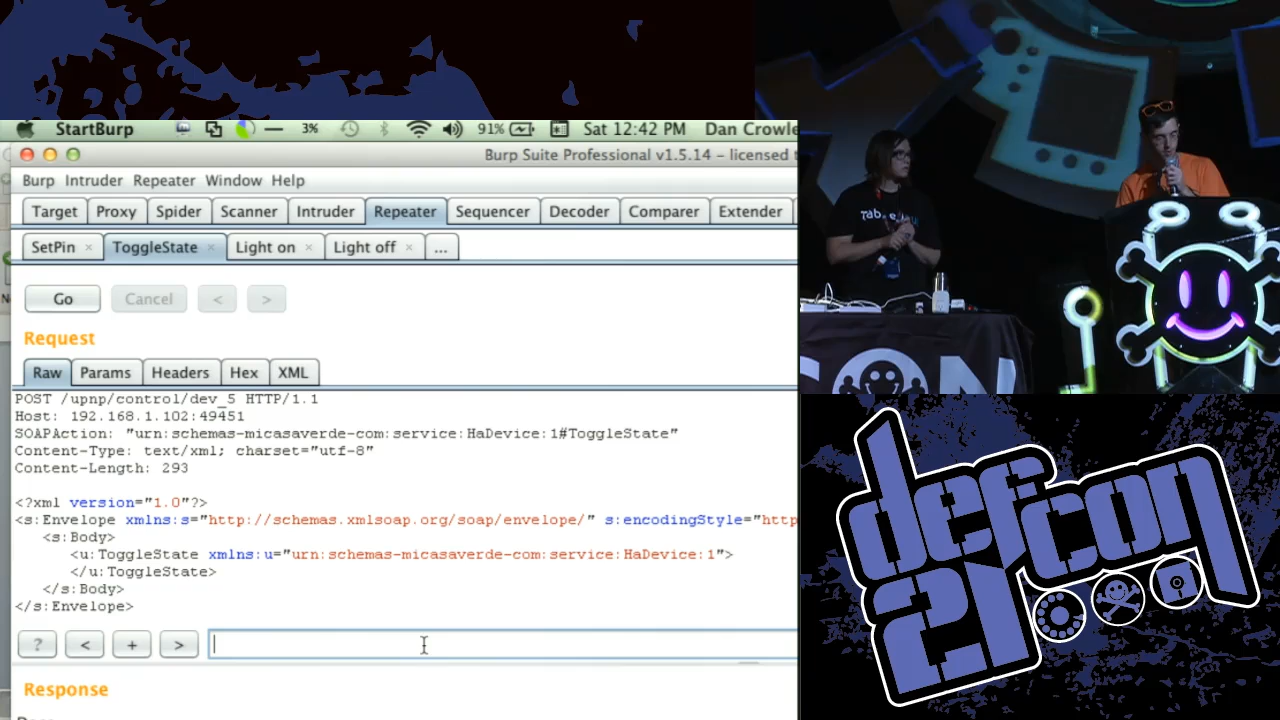 StartBurp 3% 91% Sat 12:42 PM Dan Crowle
Burp Suite Professional v1.5.14 - licensed t
Burp Intruder Repeater Window Help
Target Proxy Spider Scanner Intruder Repeater Sequencer Decoder Comparer Extender
SetPin × ToggleState × Light on × Light off × ...
Go Cancel < >
Request
Raw Params Headers Hex XML
POST /upnp/control/dev_5 HTTP/1.1
Host: 192.168.1.102:49451
SOAPAction: "urn:schemas-micasaverde-com:service:HaDevice:1#ToggleState"
Content-Type: text/xml; charset="utf-8"
Content-Length: 293
<?xml version="1.0"?>
<s:Envelope xmlns:s="http://schemas.xmlsoap.org/soap/envelope/" s:encodingStyle="http
<s:Body>
<u:ToggleState xmlns:u="urn:schemas-micasaverde-com:service:HaDevice:1">
</u:ToggleState>
</s:Body>
</s:Envelope>
? < + >
Response
CON
defcon
21